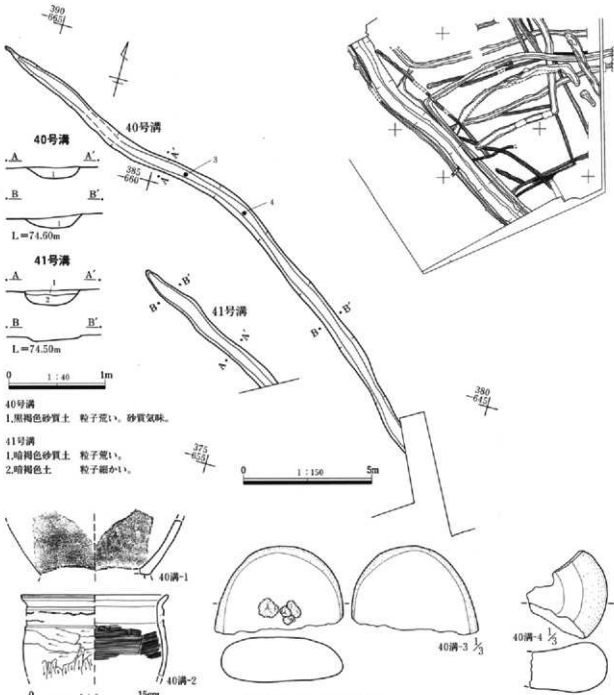 390
-665
40号溝
A A′
1
B B′
1
L=74.60m
41号溝
A A′
1
2
B B′
L=74.50m
0 1:40 1m
40号溝
1.黒褐色砂質土 粒子荒い。砂質気味。
41号溝
1.暗褐色砂質土 粒子荒い。
2.暗褐色土 粒子細かい。
40号溝
A A′
3
385
-660
4
B B′
41号溝
B B′
A A′
380
-645
375
-655
0 1:150 5m
40溝-1
40溝-2
40溝-3 1/3
40溝-4 1/3
0 15cm